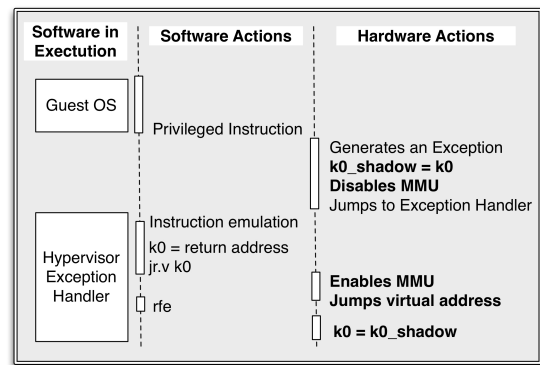 Software in
Exectution
Software Actions
Hardware Actions
Guest OS
Privileged Instruction
Generates an Exception
k0_shadow = k0
Disables MMU
Jumps to Exception Handler
Hypervisor
Exception
Handler
Instruction emulation
k0 = return address
jr.v k0
Enables MMU
Jumps virtual address
rfe
k0 = k0_shadow